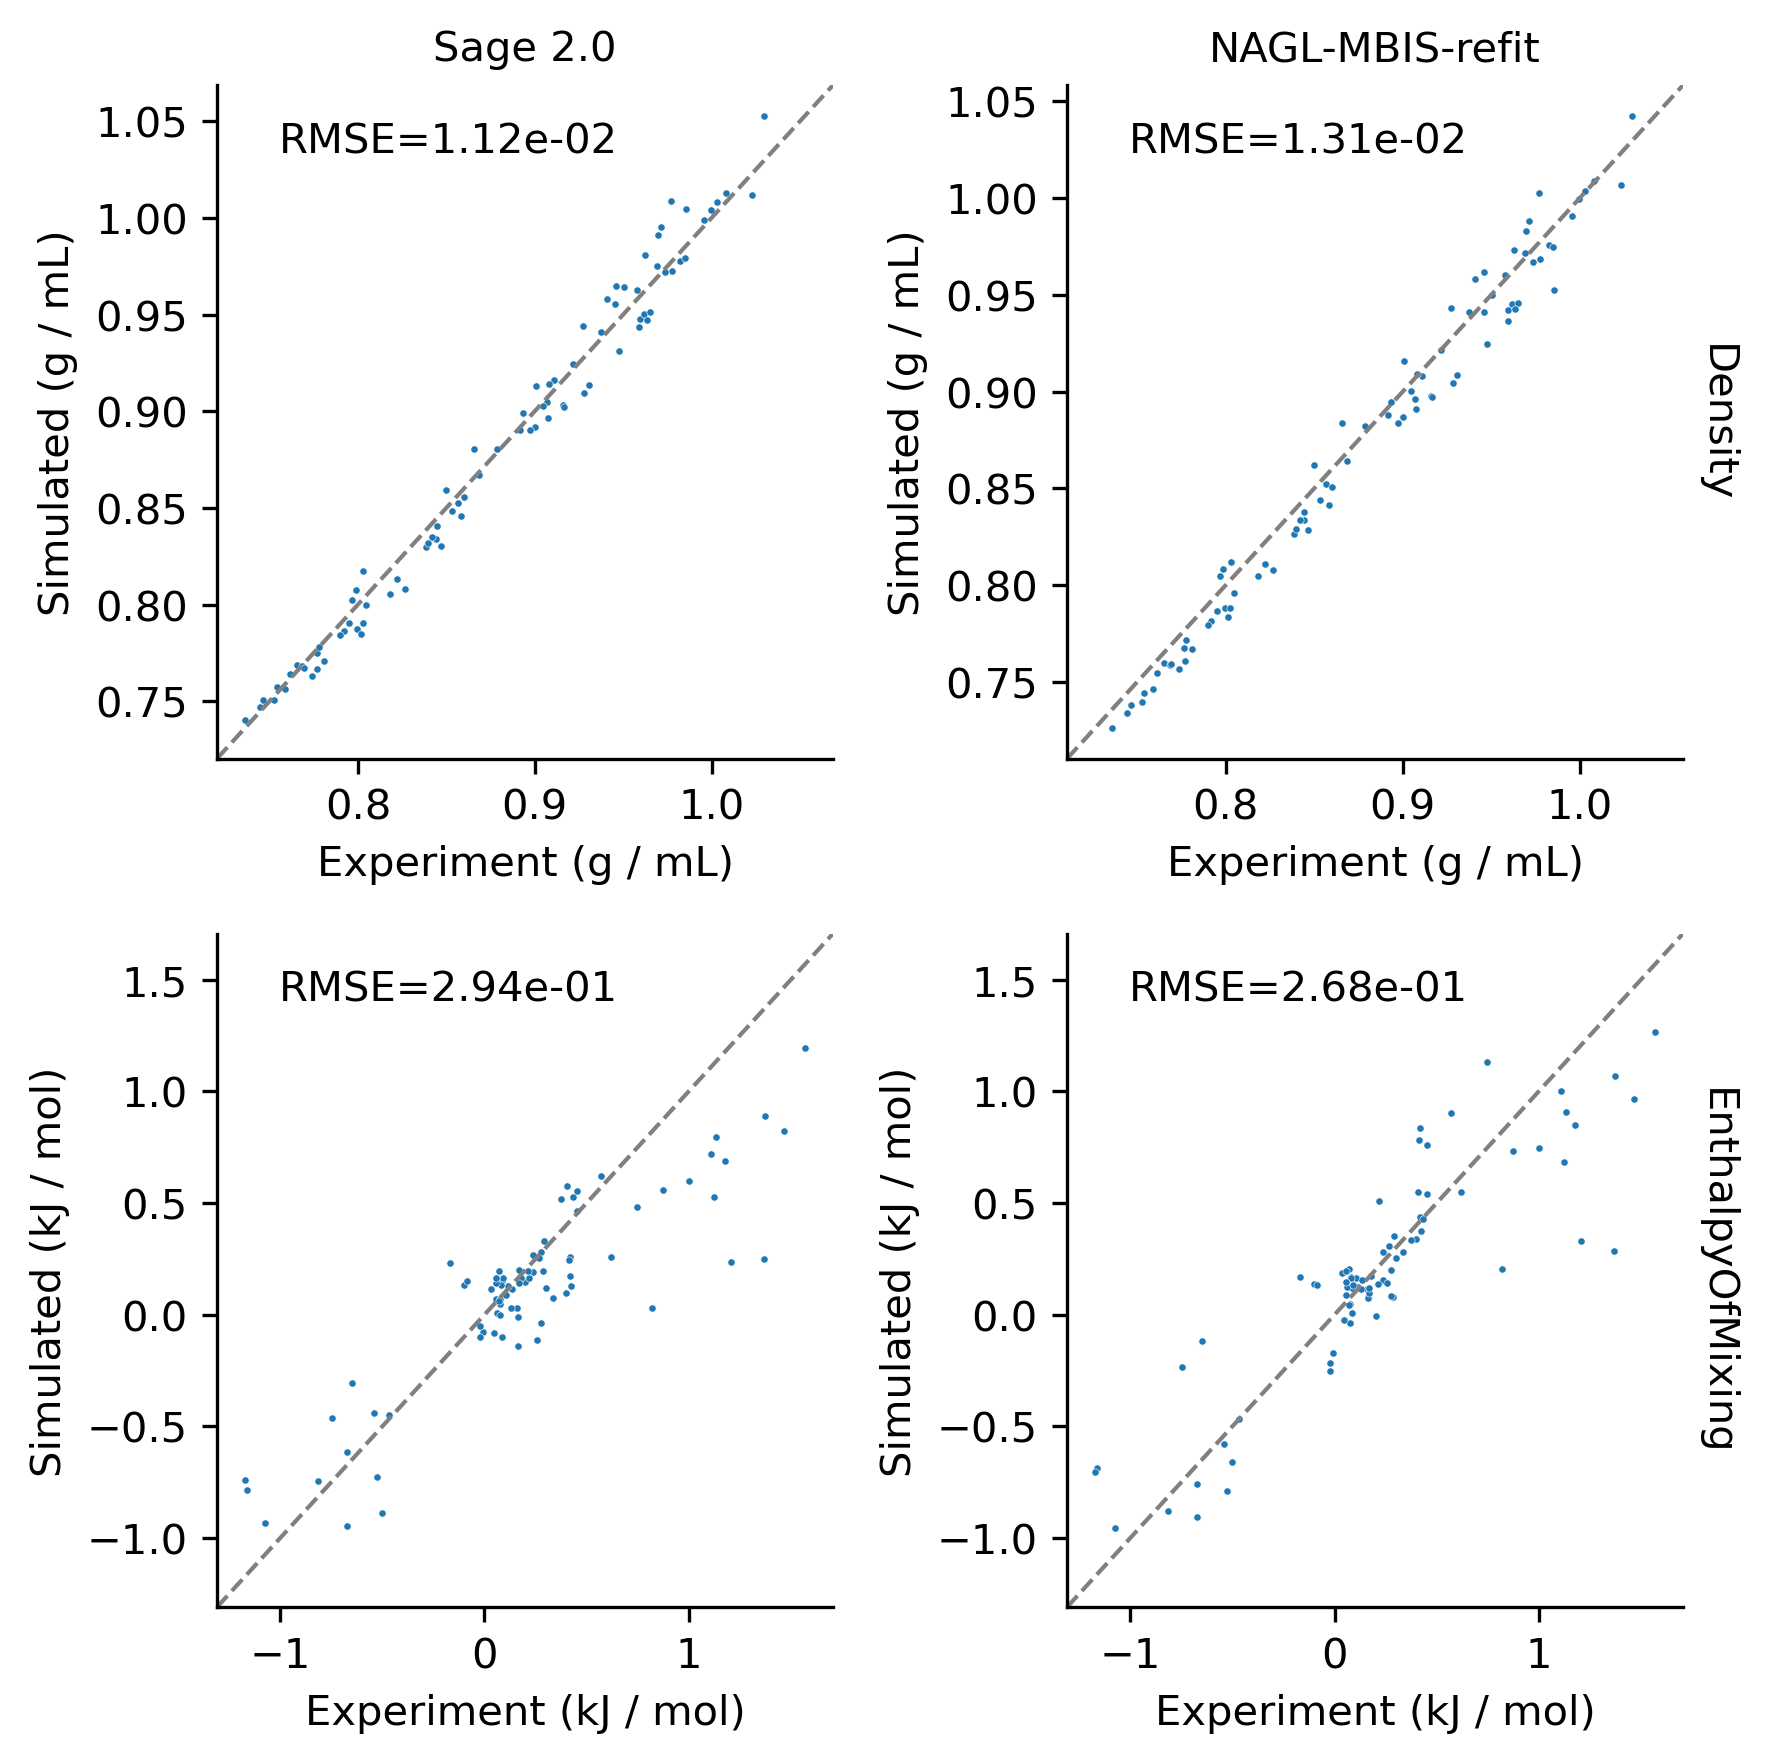 Sage 2.0
NAGL-MBIS-refit
RMSE=1.12e-02
1.05
1.00
0.95
0.90
0.85
0.80
0.75
Simulated (g / mL)
0.8 0.9 1.0
Experiment (g / mL)
RMSE=1.31e-02
1.05
1.00
0.95
0.90
0.85
0.80
0.75
Simulated (g / mL)
0.8 0.9 1.0
Experiment (g / mL)
Density
RMSE=2.94e-01
1.5
1.0
0.5
0.0
−0.5
−1.0
Simulated (kJ / mol)
−1 0 1
Experiment (kJ / mol)
RMSE=2.68e-01
1.5
1.0
0.5
0.0
−0.5
−1.0
Simulated (kJ / mol)
−1 0 1
Experiment (kJ / mol)
EnthalpyOfMixing